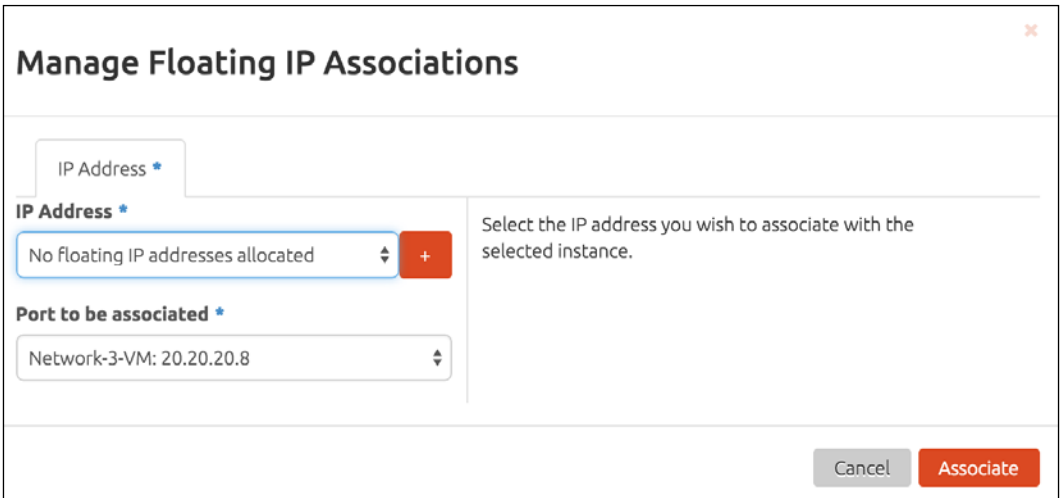 Manage Floating IP Associations
×
IP Address *
IP Address *
No floating IP addresses allocated
+
Port to be associated *
Network-3-VM: 20.20.20.8
Select the IP address you wish to associate with the
selected instance.
Cancel
Associate